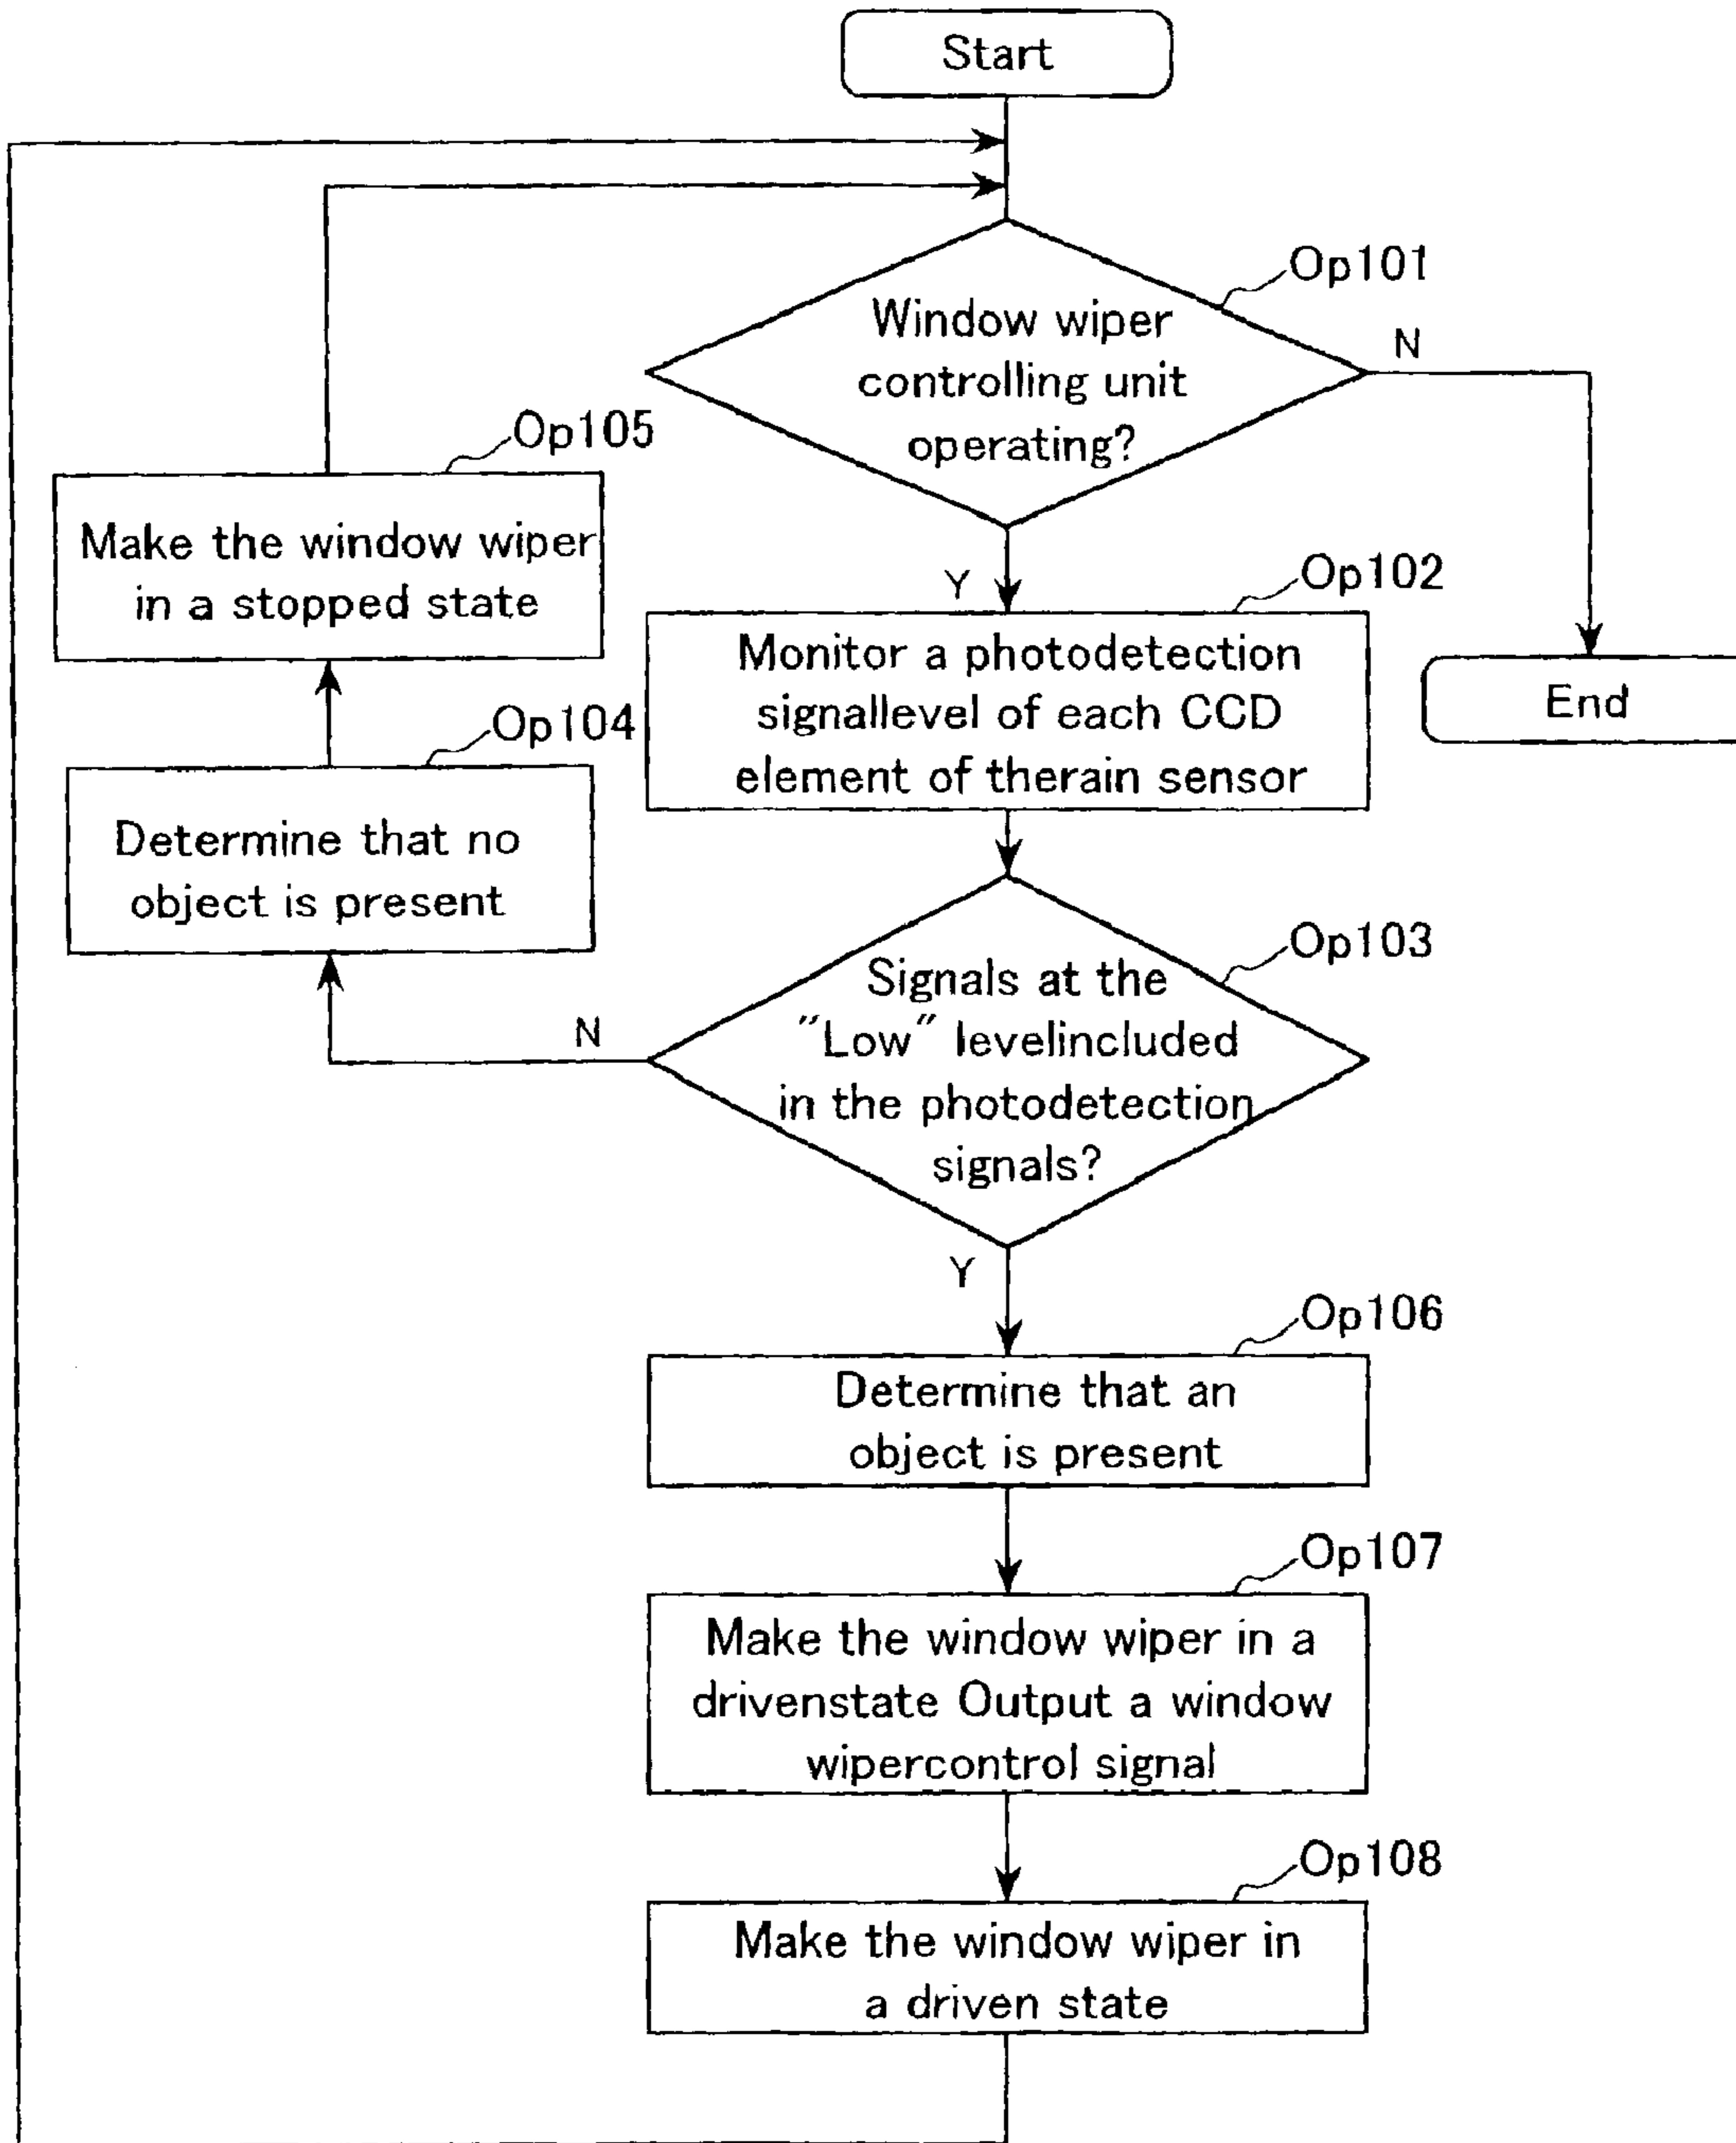 Start
Op101
Window wiper
controlling unit
operating?
N
Y
Op105
Make the window wiper
in a stopped state
Op102
Monitor a photodetection
signallevel of each CCD
element of therain sensor
End
Op104
Determine that no
object is present
Op103
Signals at the
"Low" levelincluded
in the photodetection
signals?
N
Y
Op106
Determine that an
object is present
Op107
Make the window wiper in a
drivenstate Output a window
wipercontrol signal
Op108
Make the window wiper in
a driven state